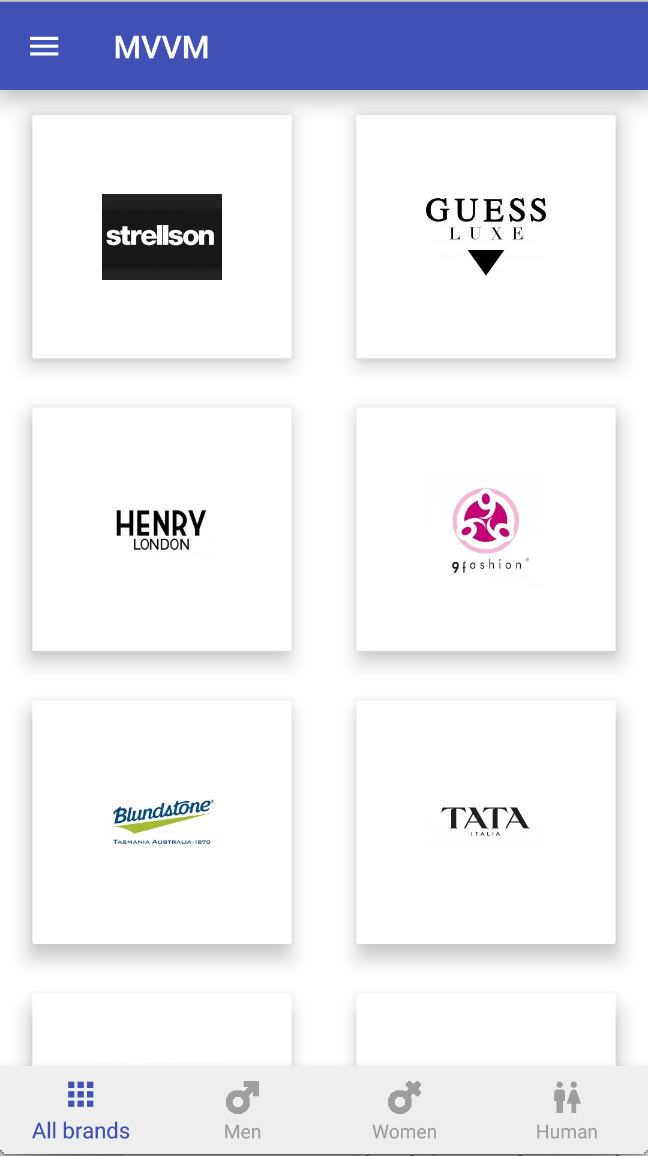 MVVM
strellson
GUESS
LUXE
HENRY
LONDON
9fashion®
Blundstone®
TASMANIA AUSTRALIA·1870
TATA
ITALIA
All brands
Men
Women
Human